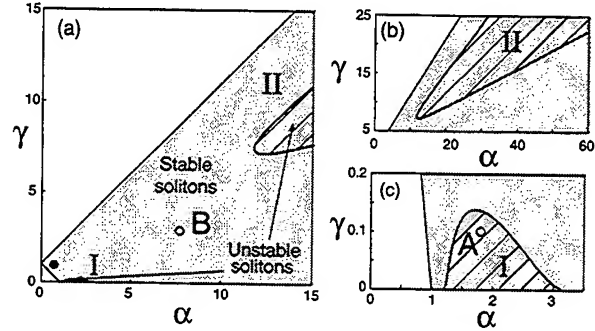 (a)
15
10
5
0
γ
II
Stable
solitons
B
Unstable
solitons
I
0
5
10
15
α
(b)
25
15
5
γ
II
20
40
60
α
(c)
0.2
0.1
0
γ
A
I
0
1
2
3
α